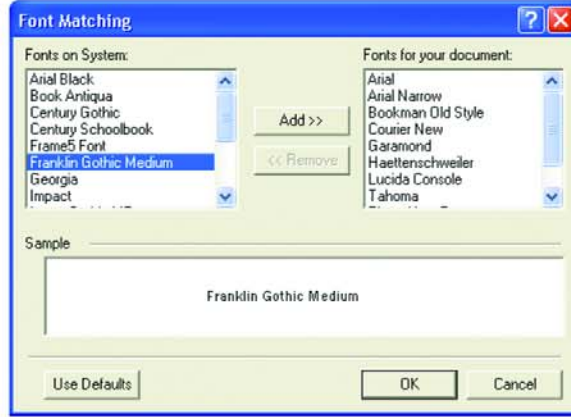 Font Matching
Fonts on System:
Arial Black
Book Antiqua
Century Gothic
Century Schoolbook
Frame5 Font
Franklin Gothic Medium
Georgia
Impact
Add >>
<< Remove
Fonts for your document:
Arial
Arial Narrow
Bookman Old Style
Courier New
Garamond
Haettenschweiler
Lucida Console
Tahoma
Sample
Franklin Gothic Medium
Use Defaults
OK
Cancel